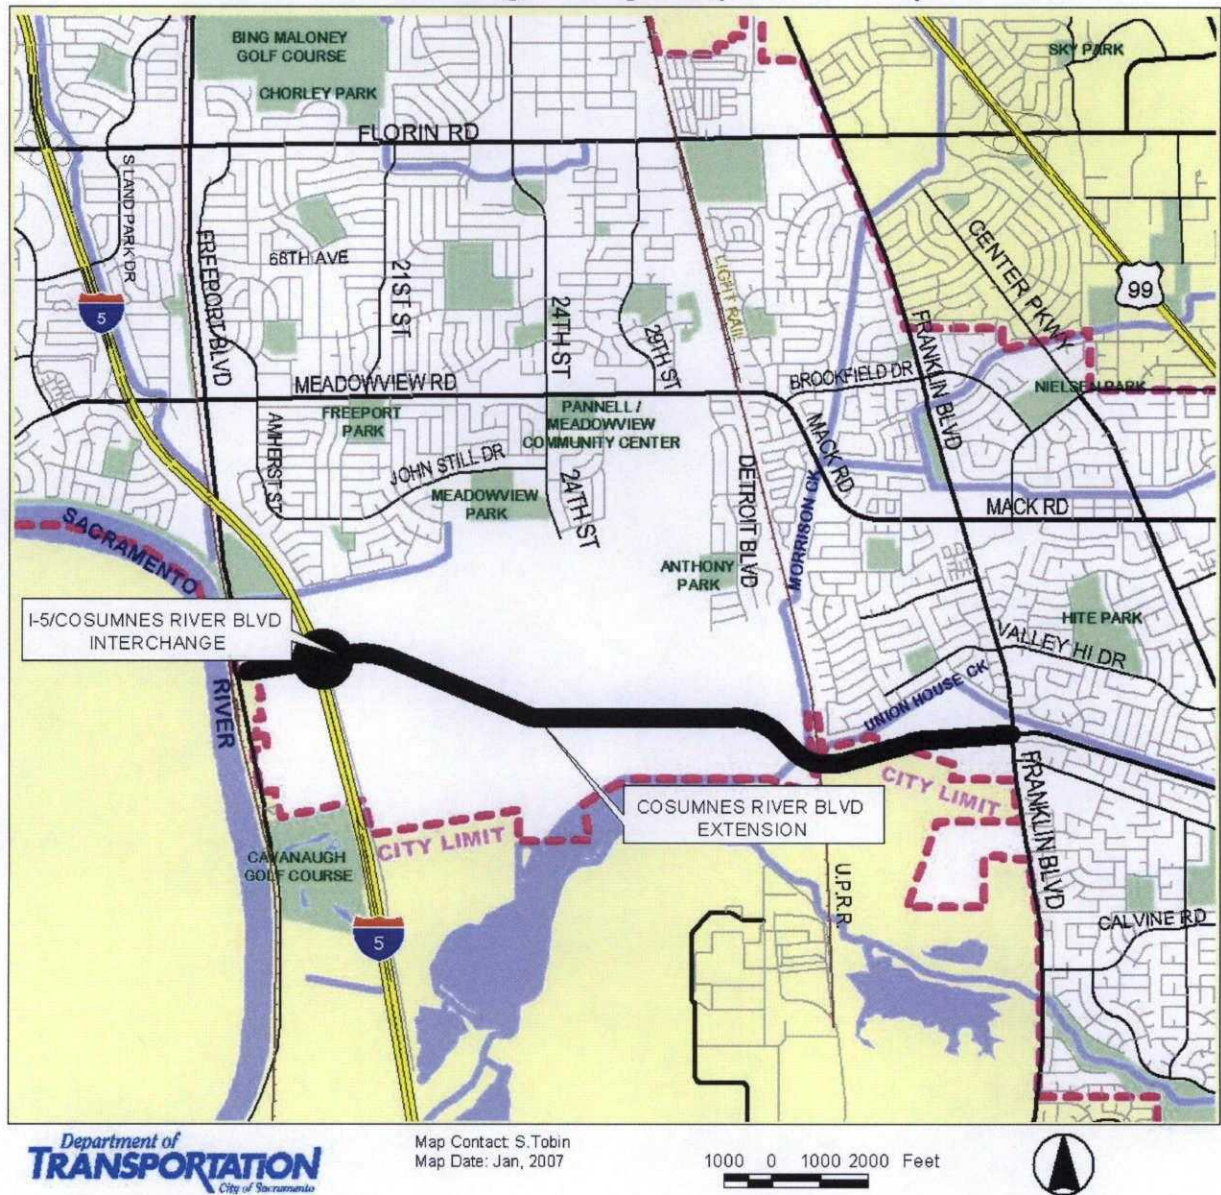 BING MALONEY
GOLF COURSE
CHORLEY PARK
SKY PARK
FLORIN RD
S LAND PARK DR
FREEPORT BLVD
68TH AVE
21ST ST
24TH ST
29TH ST
LIGHT RAIL
CENTER PKWY
99
5
FRANKLIN BLVD
MEADOWVIEW RD
BROOKFIELD DR
NIELSEN PARK
FREEPORT
PARK
PANNELL /
MEADOWVIEW
COMMUNITY CENTER
AMHERST ST
JOHN STILL DR
MACK RD
MEADOWVIEW
PARK
24TH ST
DETROIT BLVD
MORRISON CK
MACK RD
SACRAMENTO
RIVER
ANTHONY
PARK
HITE PARK
VALLEY HI DR
I-5/COSUMNES RIVER BLVD
INTERCHANGE
UNION HOUSE CK
CITY LIMIT
FRANKLIN BLVD
COSUMNES RIVER BLVD
EXTENSION
CITY LIMIT
CAVANAUGH
GOLF COURSE
5
U.P.R.R.
CALVINE RD
Department of
TRANSPORTATION
City of Sacramento
Map Contact: S.Tobin
Map Date: Jan, 2007
1000 0 1000 2000 Feet